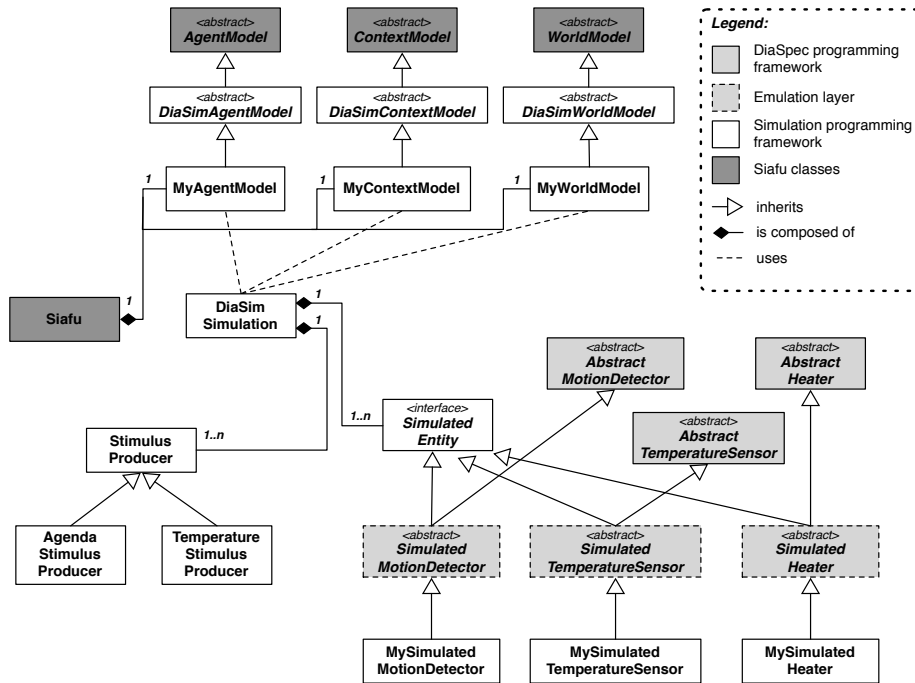 <abstract>
AgentModel
<abstract>
ContextModel
<abstract>
WorldModel
<abstract>
DiaSimAgentModel
<abstract>
DiaSimContextModel
<abstract>
DiaSimWorldModel
1
MyAgentModel
1
MyContextModel
1
MyWorldModel
Siafu
1
DiaSim
Simulation
1
1
1..n
1..n
<interface>
Simulated
Entity
<abstract>
Abstract
MotionDetector
<abstract>
Abstract
Heater
<abstract>
Abstract
TemperatureSensor
Stimulus
Producer
Agenda
Stimulus
Producer
Temperature
Stimulus
Producer
<abstract>
Simulated
MotionDetector
<abstract>
Simulated
TemperatureSensor
<abstract>
Simulated
Heater
MySimulated
MotionDetector
MySimulated
TemperatureSensor
MySimulated
Heater
Legend:
DiaSpec programming
framework
Emulation layer
Simulation programming
framework
Siafu classes
inherits
is composed of
uses